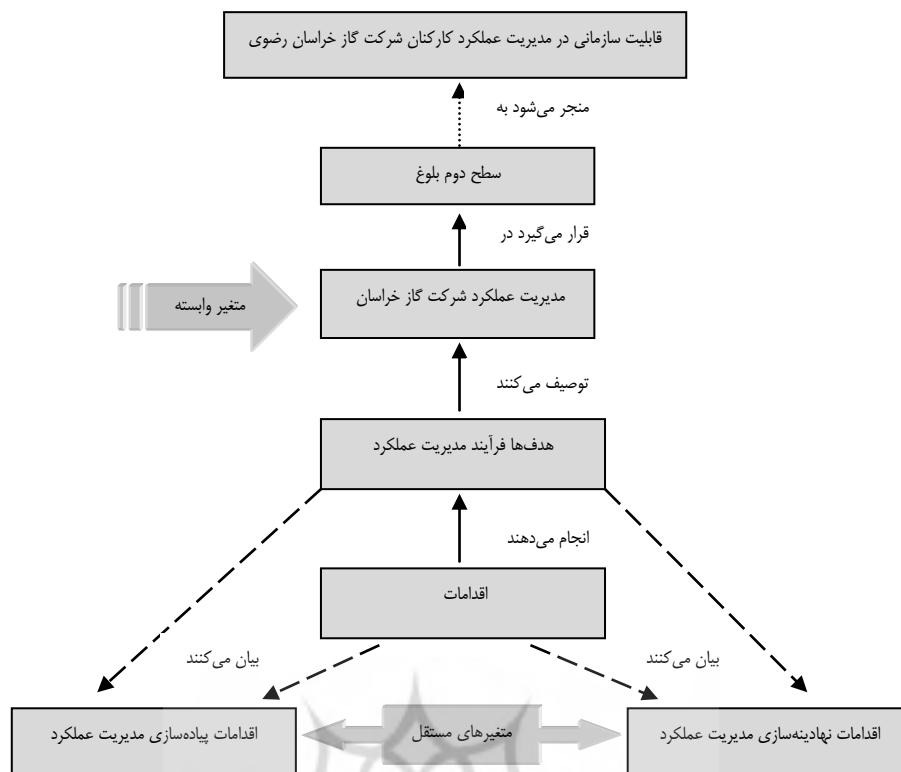 قابلیت سازمانی در مدیریت عملکرد کارکنان شرکت گاز خراسان رضوی
منجر می‌شود به
سطح دوم بلوغ
قرار می‌گیرد در
مدیریت عملکرد شرکت گاز خراسان
متغیر وابسته
توصیف می‌کنند
هدف‌ها فرآیند مدیریت عملکرد
انجام می‌دهند
اقدامات
بیان می‌کنند
بیان می‌کنند
اقدامات نهادینه‌سازی مدیریت عملکرد
متغیرهای مستقل
اقدامات پیاده‌سازی مدیریت عملکرد